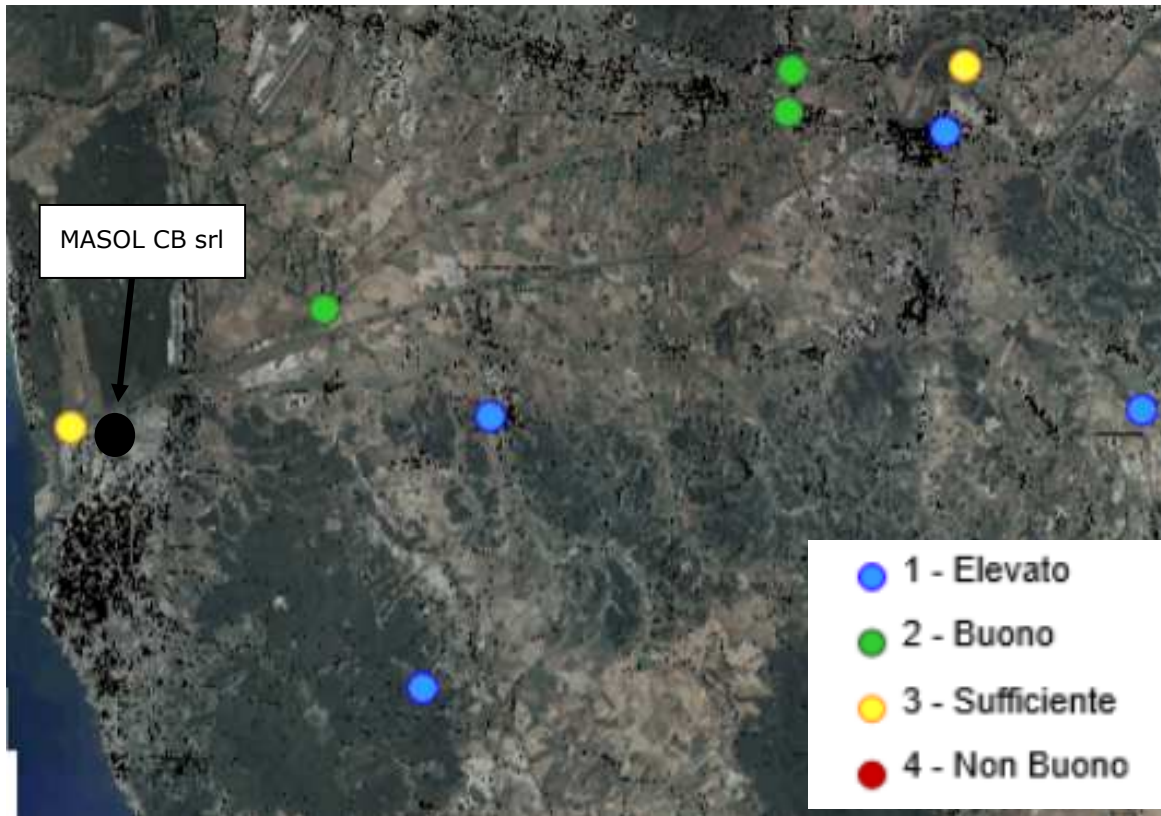 MASOL CB srl
1 - Elevato
2 - Buono
3 - Sufficiente
4 - Non Buono